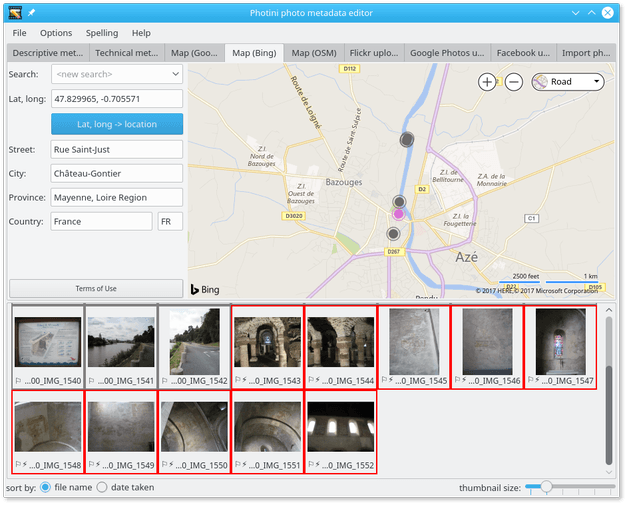 Photini photo metadata editor
File Options Spelling Help
Descriptive met... Technical met... Map (Goo... Map (Bing) Map (OSM) Flickr uplo... Google Photos u... Facebook u... Import ph...
Search: <new search>
Lat, long: 47.829965, -0.705571
Lat, long -> location
Street: Rue Saint-Just
City: Château-Gontier
Province: Mayenne, Loire Region
Country: France FR
Terms of Use
D112
Road
Route de Loigné
Route de Saint-Sulpice
Z.I.
Nord de
Bazouges
Bazouges
Z.I.
Ouest de
Bazouges
D3020
Z.I. de
Bellitourne
Z.A. de la
Monnairie
D2
Z.I. la
Fougetterie
C1
D267
Azé
2500 feet 1 km
Bing
© 2017 HERE,© 2017 Microsoft Corporation
D22
D105
...00_IMG_1540 ...00_IMG_1541 ...00_IMG_1542 ...0_IMG_1543 ...0_IMG_1544 ...0_IMG_1545 ...0_IMG_1546 ...0_IMG_1547
...0_IMG_1548 ...0_IMG_1549 ...0_IMG_1550 ...0_IMG_1551 ...0_IMG_1552
sort by: file name date taken thumbnail size: